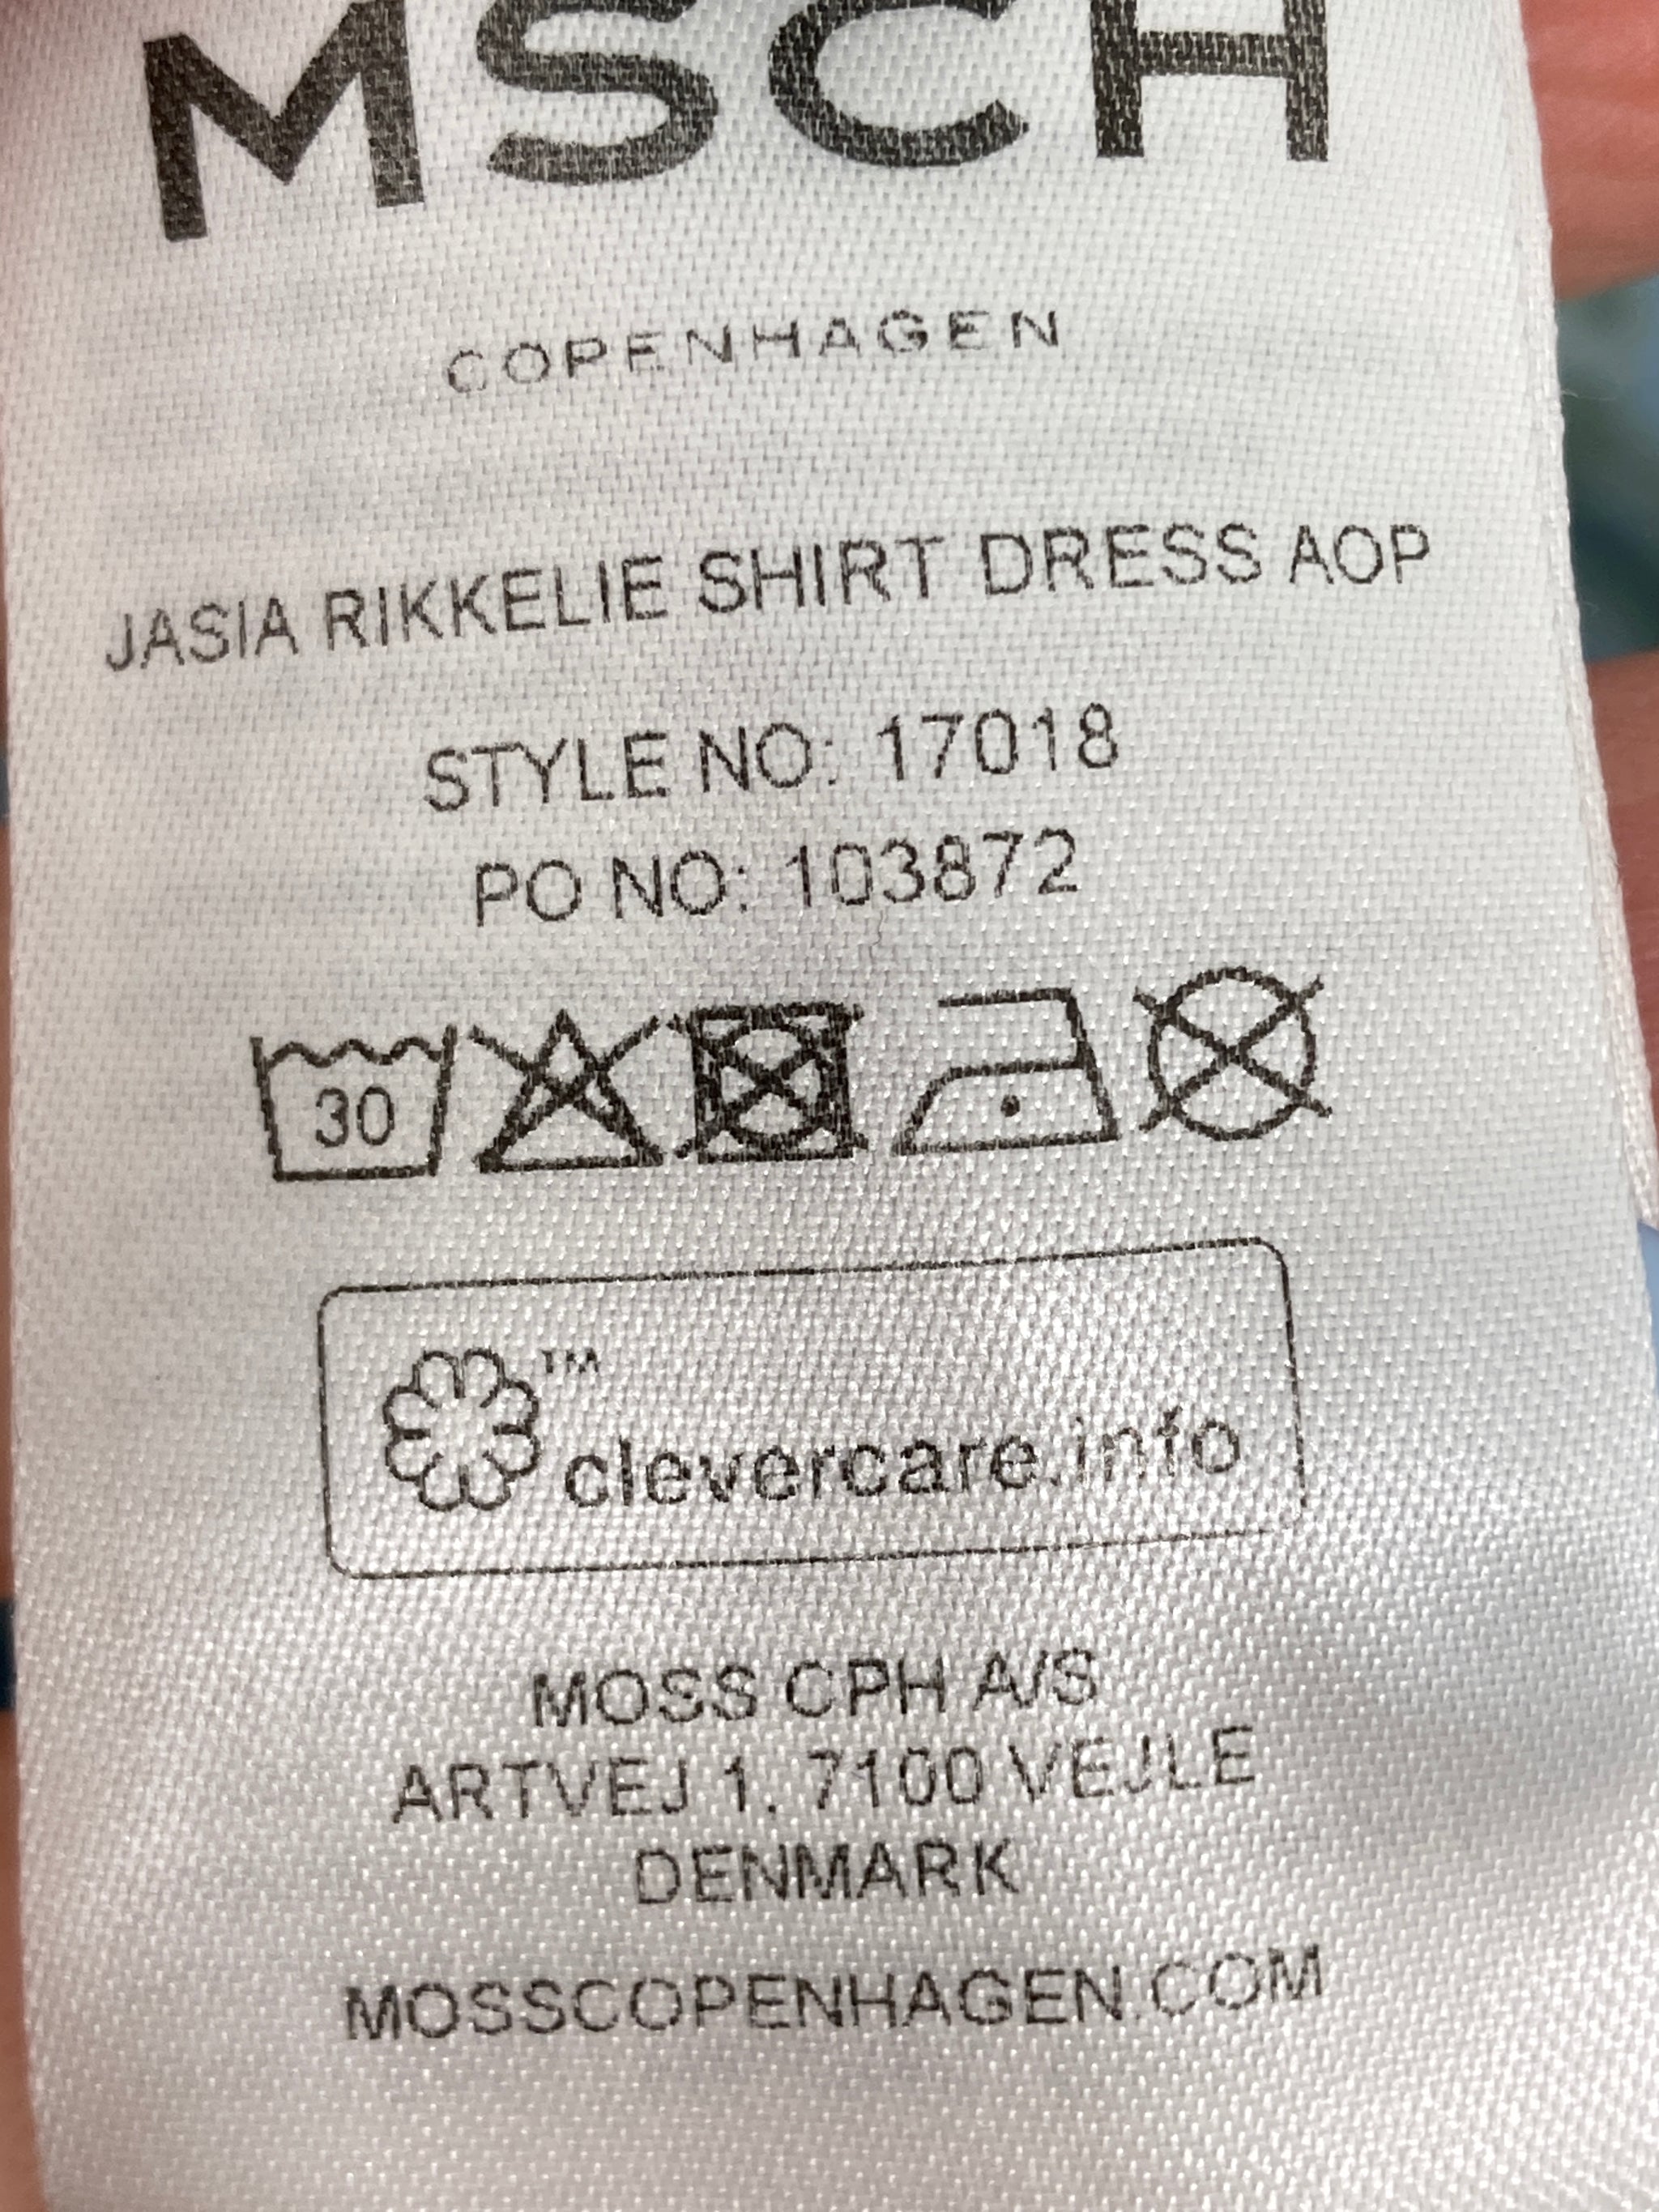 MSCH
COPENHAGEN
JASIA RIKKELIE SHIRT DRESS AOP
STYLE NO: 17018
PO NO: 103872
30
™
clevercare.info
MOSS CPH A/S
ARTVEJ 1. 7100 VEJLE
DENMARK
MOSSCOPENHAGEN.COM